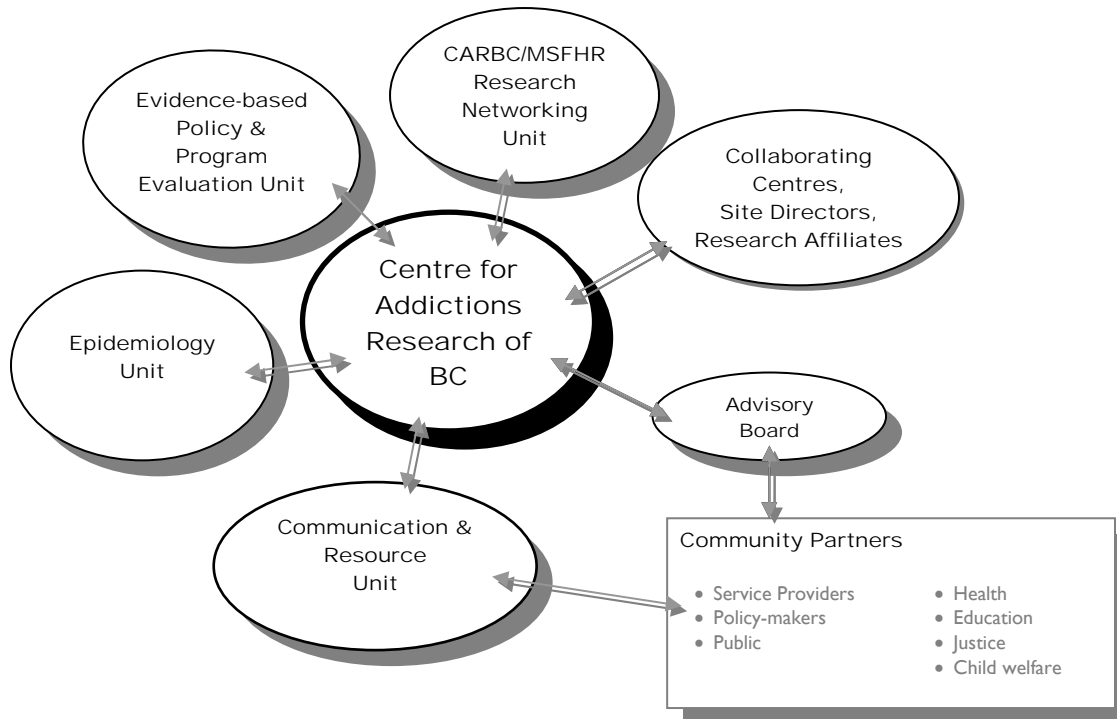 CARBC/MSFHR
Research
Networking
Unit
Evidence-based
Policy &
Program
Evaluation Unit
Collaborating
Centres,
Site Directors,
Research Affiliates
Centre for
Addictions
Research of
BC
Epidemiology
Unit
Advisory
Board
Communication &
Resource
Unit
Community Partners
• Service Providers
• Policy-makers
• Public
• Health
• Education
• Justice
• Child welfare